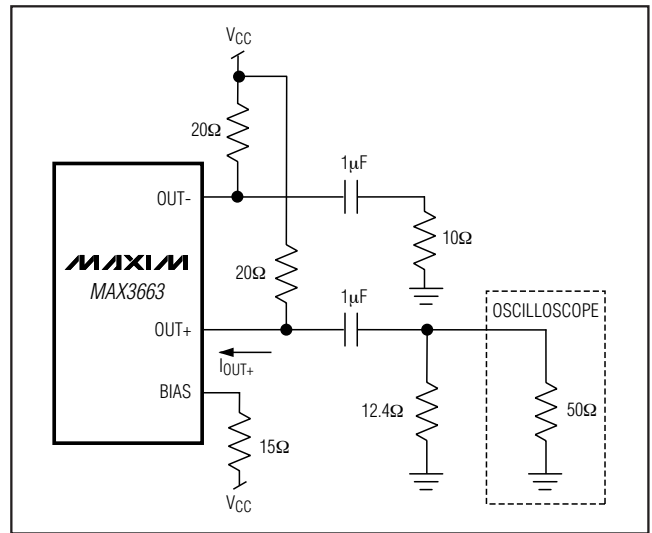 VCC
20Ω
1μF
OUT-
10Ω
MAXIM
MAX3663
20Ω
1μF
OSCILLOSCOPE
OUT+
IOUT+
BIAS
12.4Ω
50Ω
15Ω
VCC